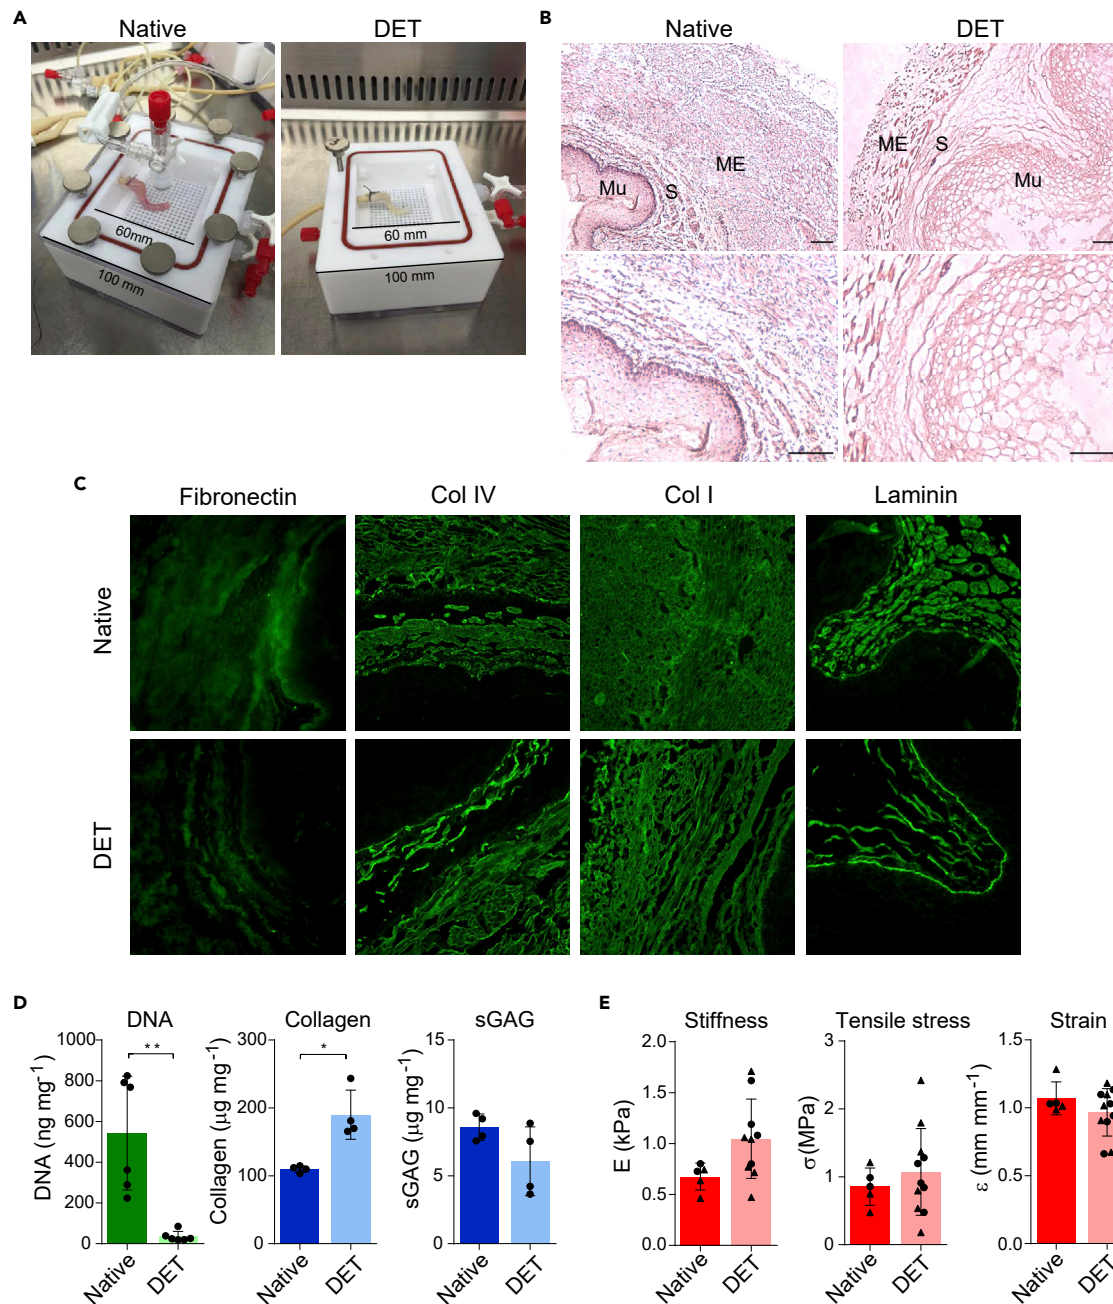 A
Native
DET
60mm
100 mm
60 mm
100 mm
B
Native
DET
Mu
S
ME
ME
S
Mu
C
Fibronectin
Col IV
Col I
Laminin
Native
DET
D
DNA
DNA (ng mg⁻¹)
1000
800
600
400
200
0
**
Native
DET
Collagen
Collagen (µg mg⁻¹)
300
200
100
0
*
Native
DET
sGAG
sGAG (µg mg⁻¹)
15
10
5
0
Native
DET
E
Stiffness
E (kPa)
2.0
1.5
1.0
0.5
0.0
Native
DET
Tensile stress
σ(MPa)
3
2
1
0
Native
DET
Strain
ε (mm mm⁻¹)
1.5
1.0
0.5
0.0
Native
DET